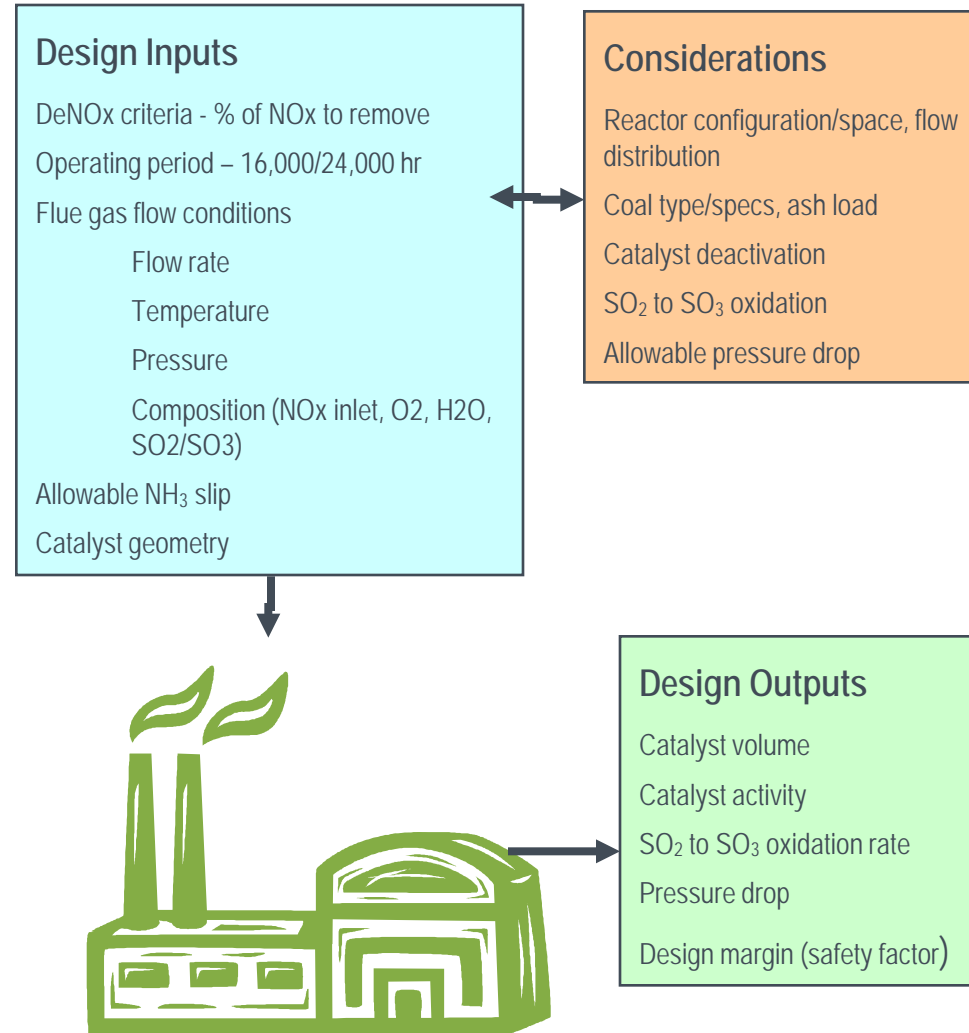 Design Inputs
DeNOx criteria - % of NOx to remove
Operating period – 16,000/24,000 hr
Flue gas flow conditions
Flow rate
Temperature
Pressure
Composition (NOx inlet, O2, H2O,
SO2/SO3)
Allowable NH₃ slip
Catalyst geometry
Considerations
Reactor configuration/space, flow
distribution
Coal type/specs, ash load
Catalyst deactivation
SO₂ to SO₃ oxidation
Allowable pressure drop
Design Outputs
Catalyst volume
Catalyst activity
SO₂ to SO₃ oxidation rate
Pressure drop
Design margin (safety factor)